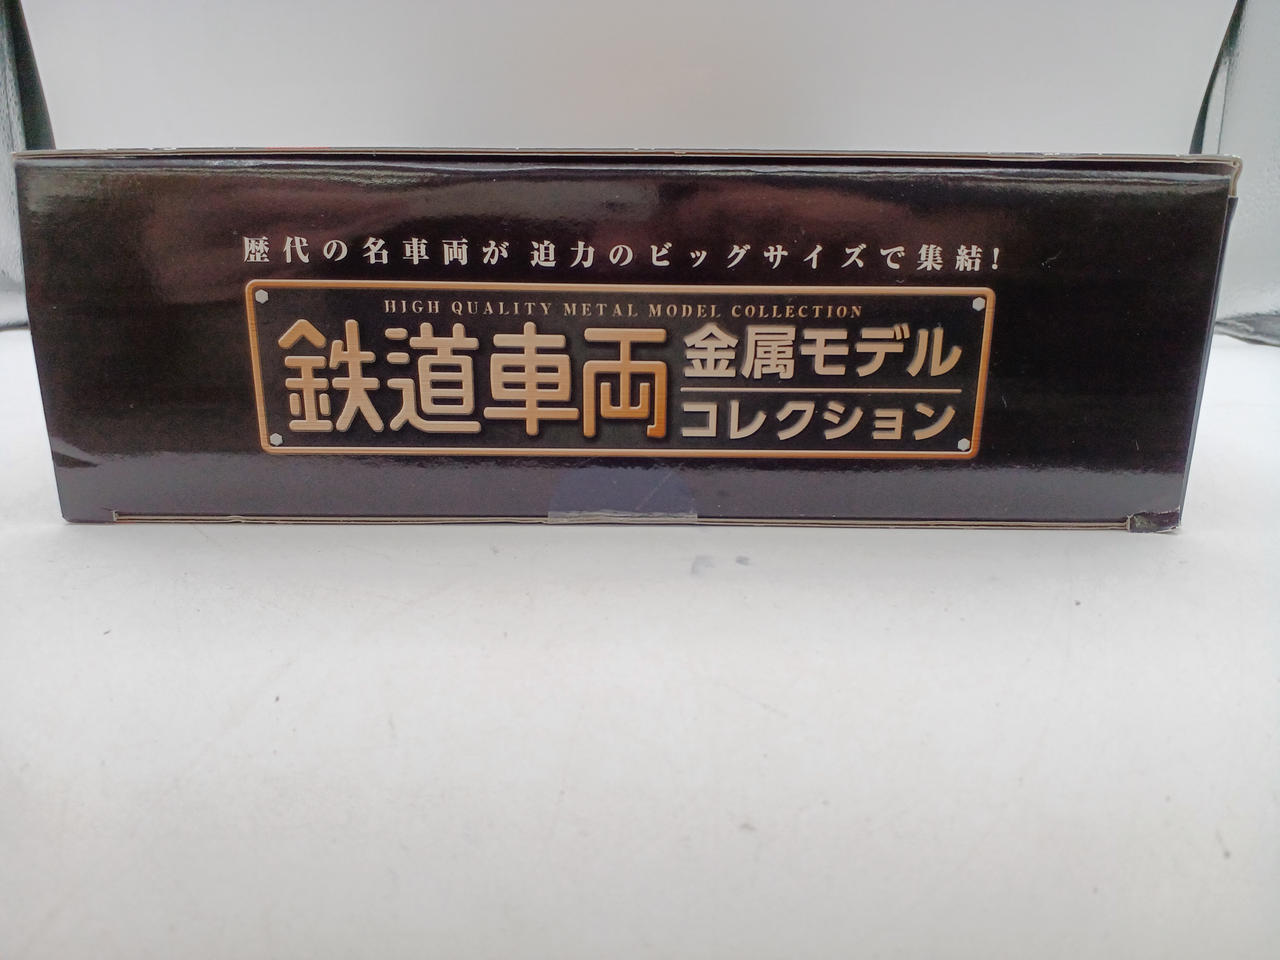 歴代の名車両が 迫力のビッグサイズで集結!
HIGH QUALITY METAL MODEL COLLECTION
鉄道車両 金属モデル
コレクション